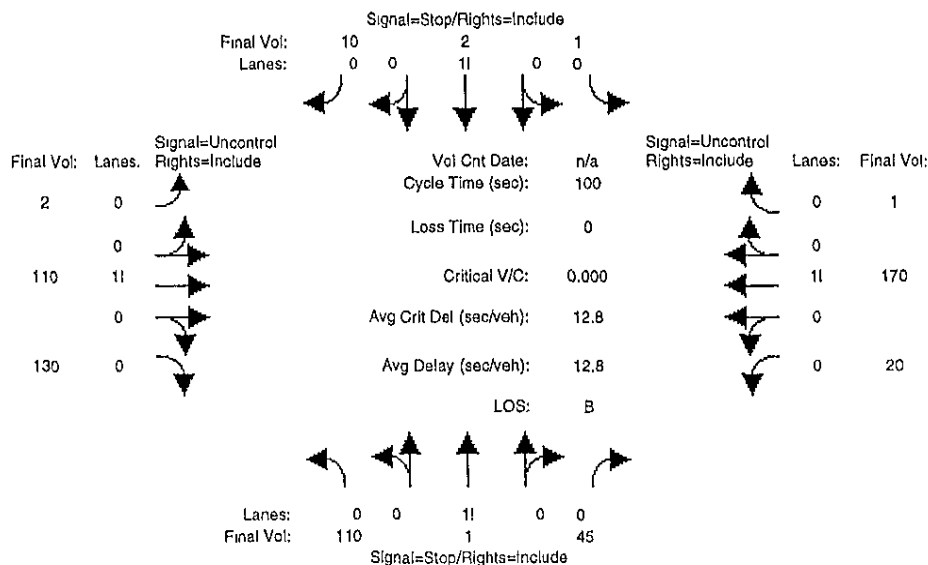 Signal=Stop/Rights=Include
Final Vol: 10 2 1
Lanes: 0 0 1! 0 0
Signal=Uncontrol Signal=Uncontrol
Final Vol: Lanes. Rights=Include Vol Cnt Date: n/a Rights=Include Lanes: Final Vol:
Cycle Time (sec): 100
2 0 0 1
Loss Time (sec): 0
0 0
110 1! Critical V/C: 0.000 1! 170
0 Avg Crit Del (sec/veh): 12.8 0
130 0 Avg Delay (sec/veh): 12.8 0 20
LOS: B
Lanes: 0 0 1! 0 0
Final Vol: 110 1 45
Signal=Stop/Rights=Include